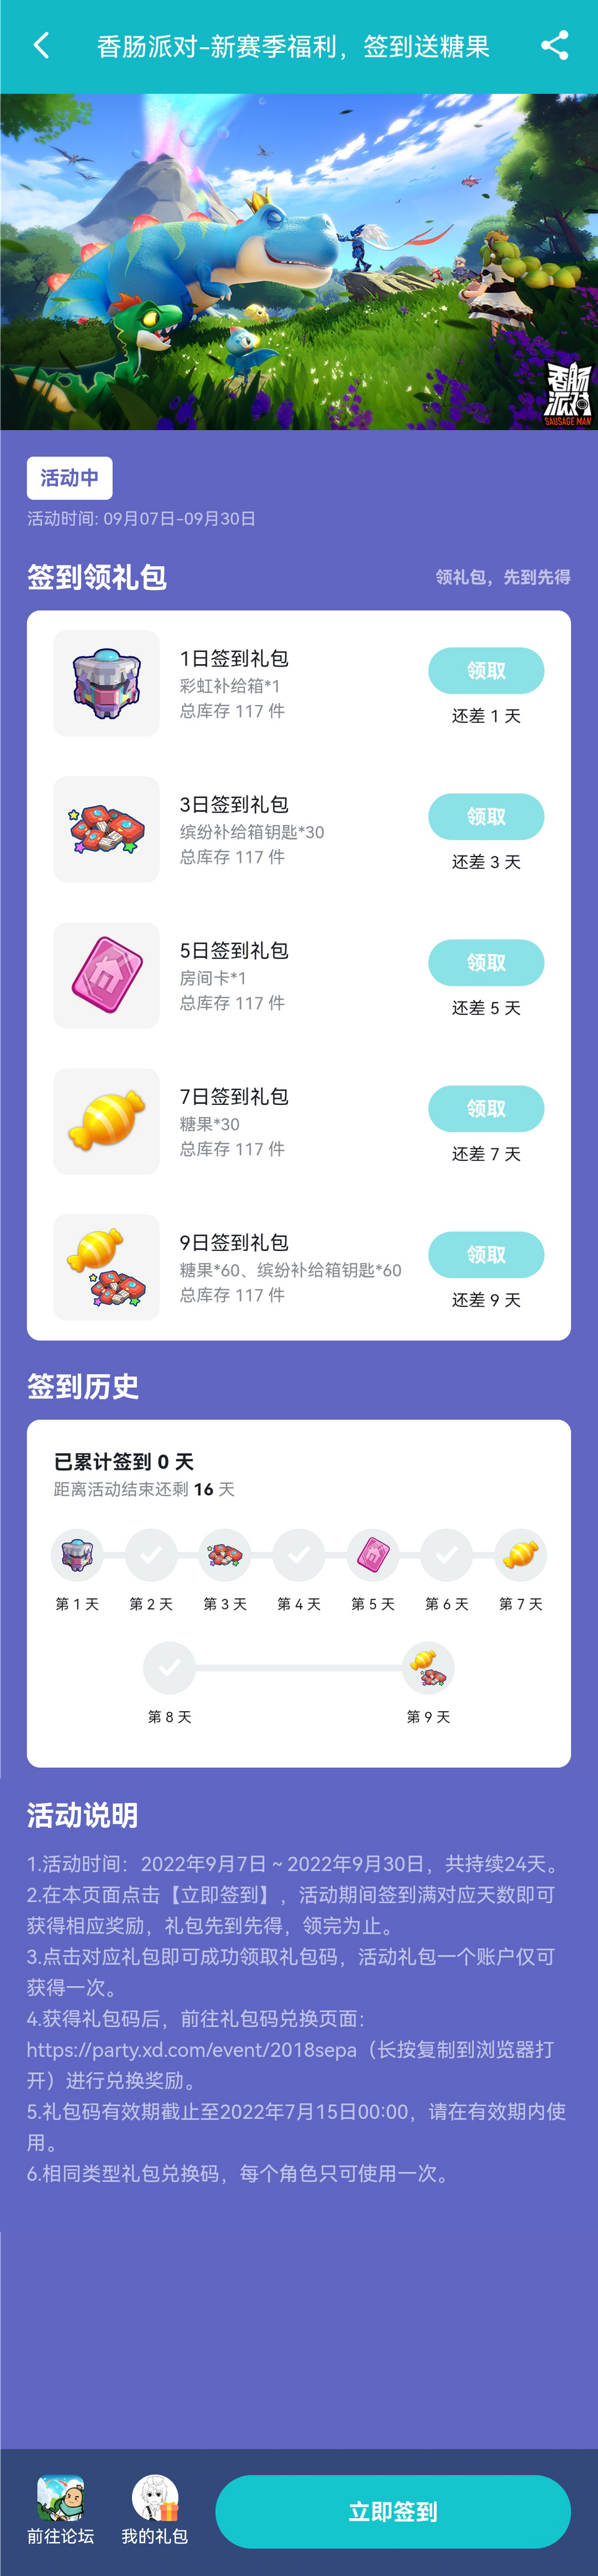 香肠派对-新赛季福利，签到送糖果
香肠
派对
SAUSAGE MAN
活动中
活动时间: 09月07日-09月30日
签到领礼包
领礼包，先到先得
1日签到礼包
彩虹补给箱*1
总库存 117 件
领取
还差 1 天
3日签到礼包
缤纷补给箱钥匙*30
总库存 117 件
领取
还差 3 天
5日签到礼包
房间卡*1
总库存 117 件
领取
还差 5 天
7日签到礼包
糖果*30
总库存 117 件
领取
还差 7 天
9日签到礼包
糖果*60、缤纷补给箱钥匙*60
总库存 117 件
领取
还差 9 天
签到历史
已累计签到 0 天
距离活动结束还剩 16 天
第 1 天
第 2 天
第 3 天
第 4 天
第 5 天
第 6 天
第 7 天
第 8 天
第 9 天
活动说明
1.活动时间：2022年9月7日 ~ 2022年9月30日，共持续24天。
2.在本页面点击【立即签到】，活动期间签到满对应天数即可
获得相应奖励，礼包先到先得，领完为止。
3.点击对应礼包即可成功领取礼包码，活动礼包一个账户仅可
获得一次。
4.获得礼包码后，前往礼包码兑换页面：
https://party.xd.com/event/2018sepa（长按复制到浏览器打
开）进行兑换奖励。
5.礼包码有效期截止至2022年7月15日00:00，请在有效期内使
用。
6.相同类型礼包兑换码，每个角色只可使用一次。
前往论坛
我的礼包
立即签到